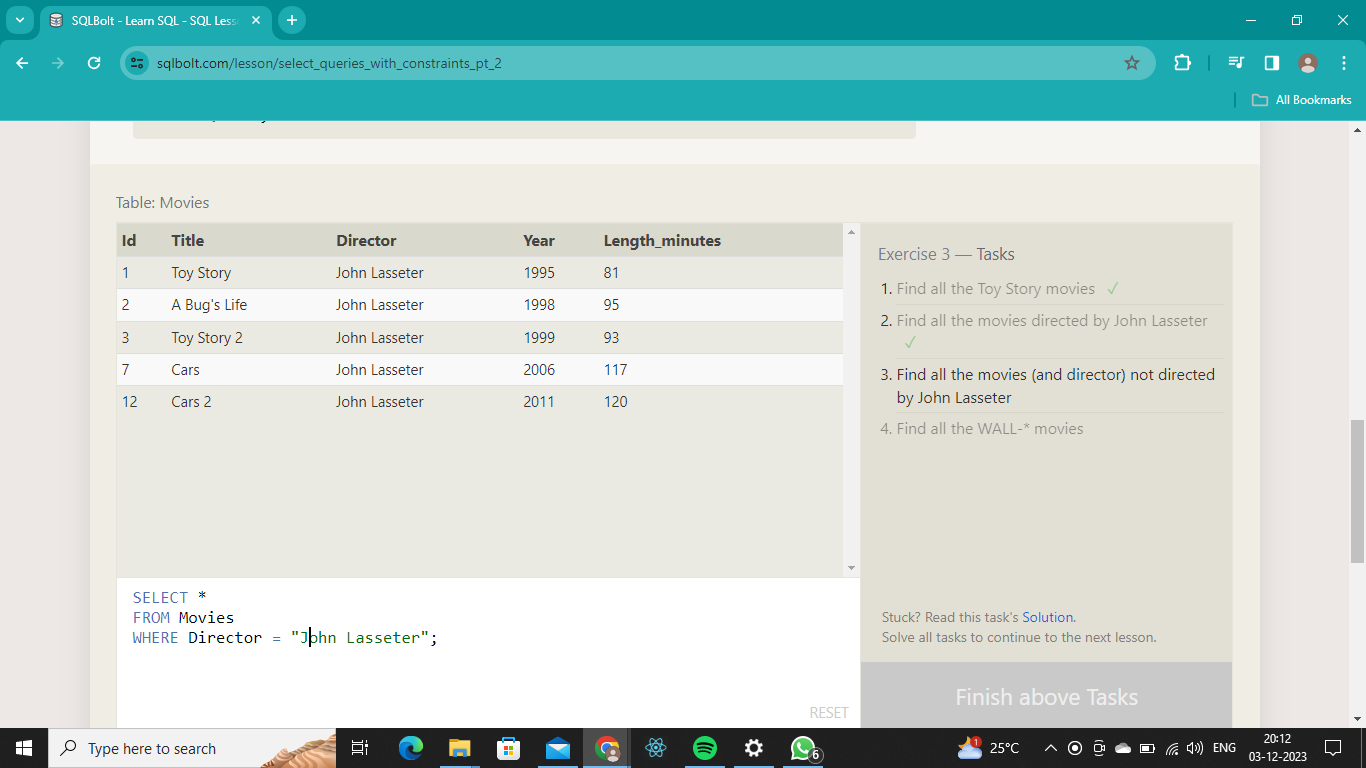 SQLBolt - Learn SQL - SQL Less
sqlbolt.com/lesson/select_queries_with_constraints_pt_2
All Bookmarks
Table: Movies
Id Title Director Year Length_minutes
1 Toy Story John Lasseter 1995 81
2 A Bug's Life John Lasseter 1998 95
3 Toy Story 2 John Lasseter 1999 93
7 Cars John Lasseter 2006 117
12 Cars 2 John Lasseter 2011 120
Exercise 3 — Tasks
1. Find all the Toy Story movies ✓
2. Find all the movies directed by John Lasseter
✓
3. Find all the movies (and director) not directed
by John Lasseter
4. Find all the WALL-* movies
Stuck? Read this task's Solution.
Solve all tasks to continue to the next lesson.
Finish above Tasks
SELECT *
FROM Movies
WHERE Director = "John Lasseter";
RESET
Type here to search
6
1
25°C
ENG
20:12
03-12-2023